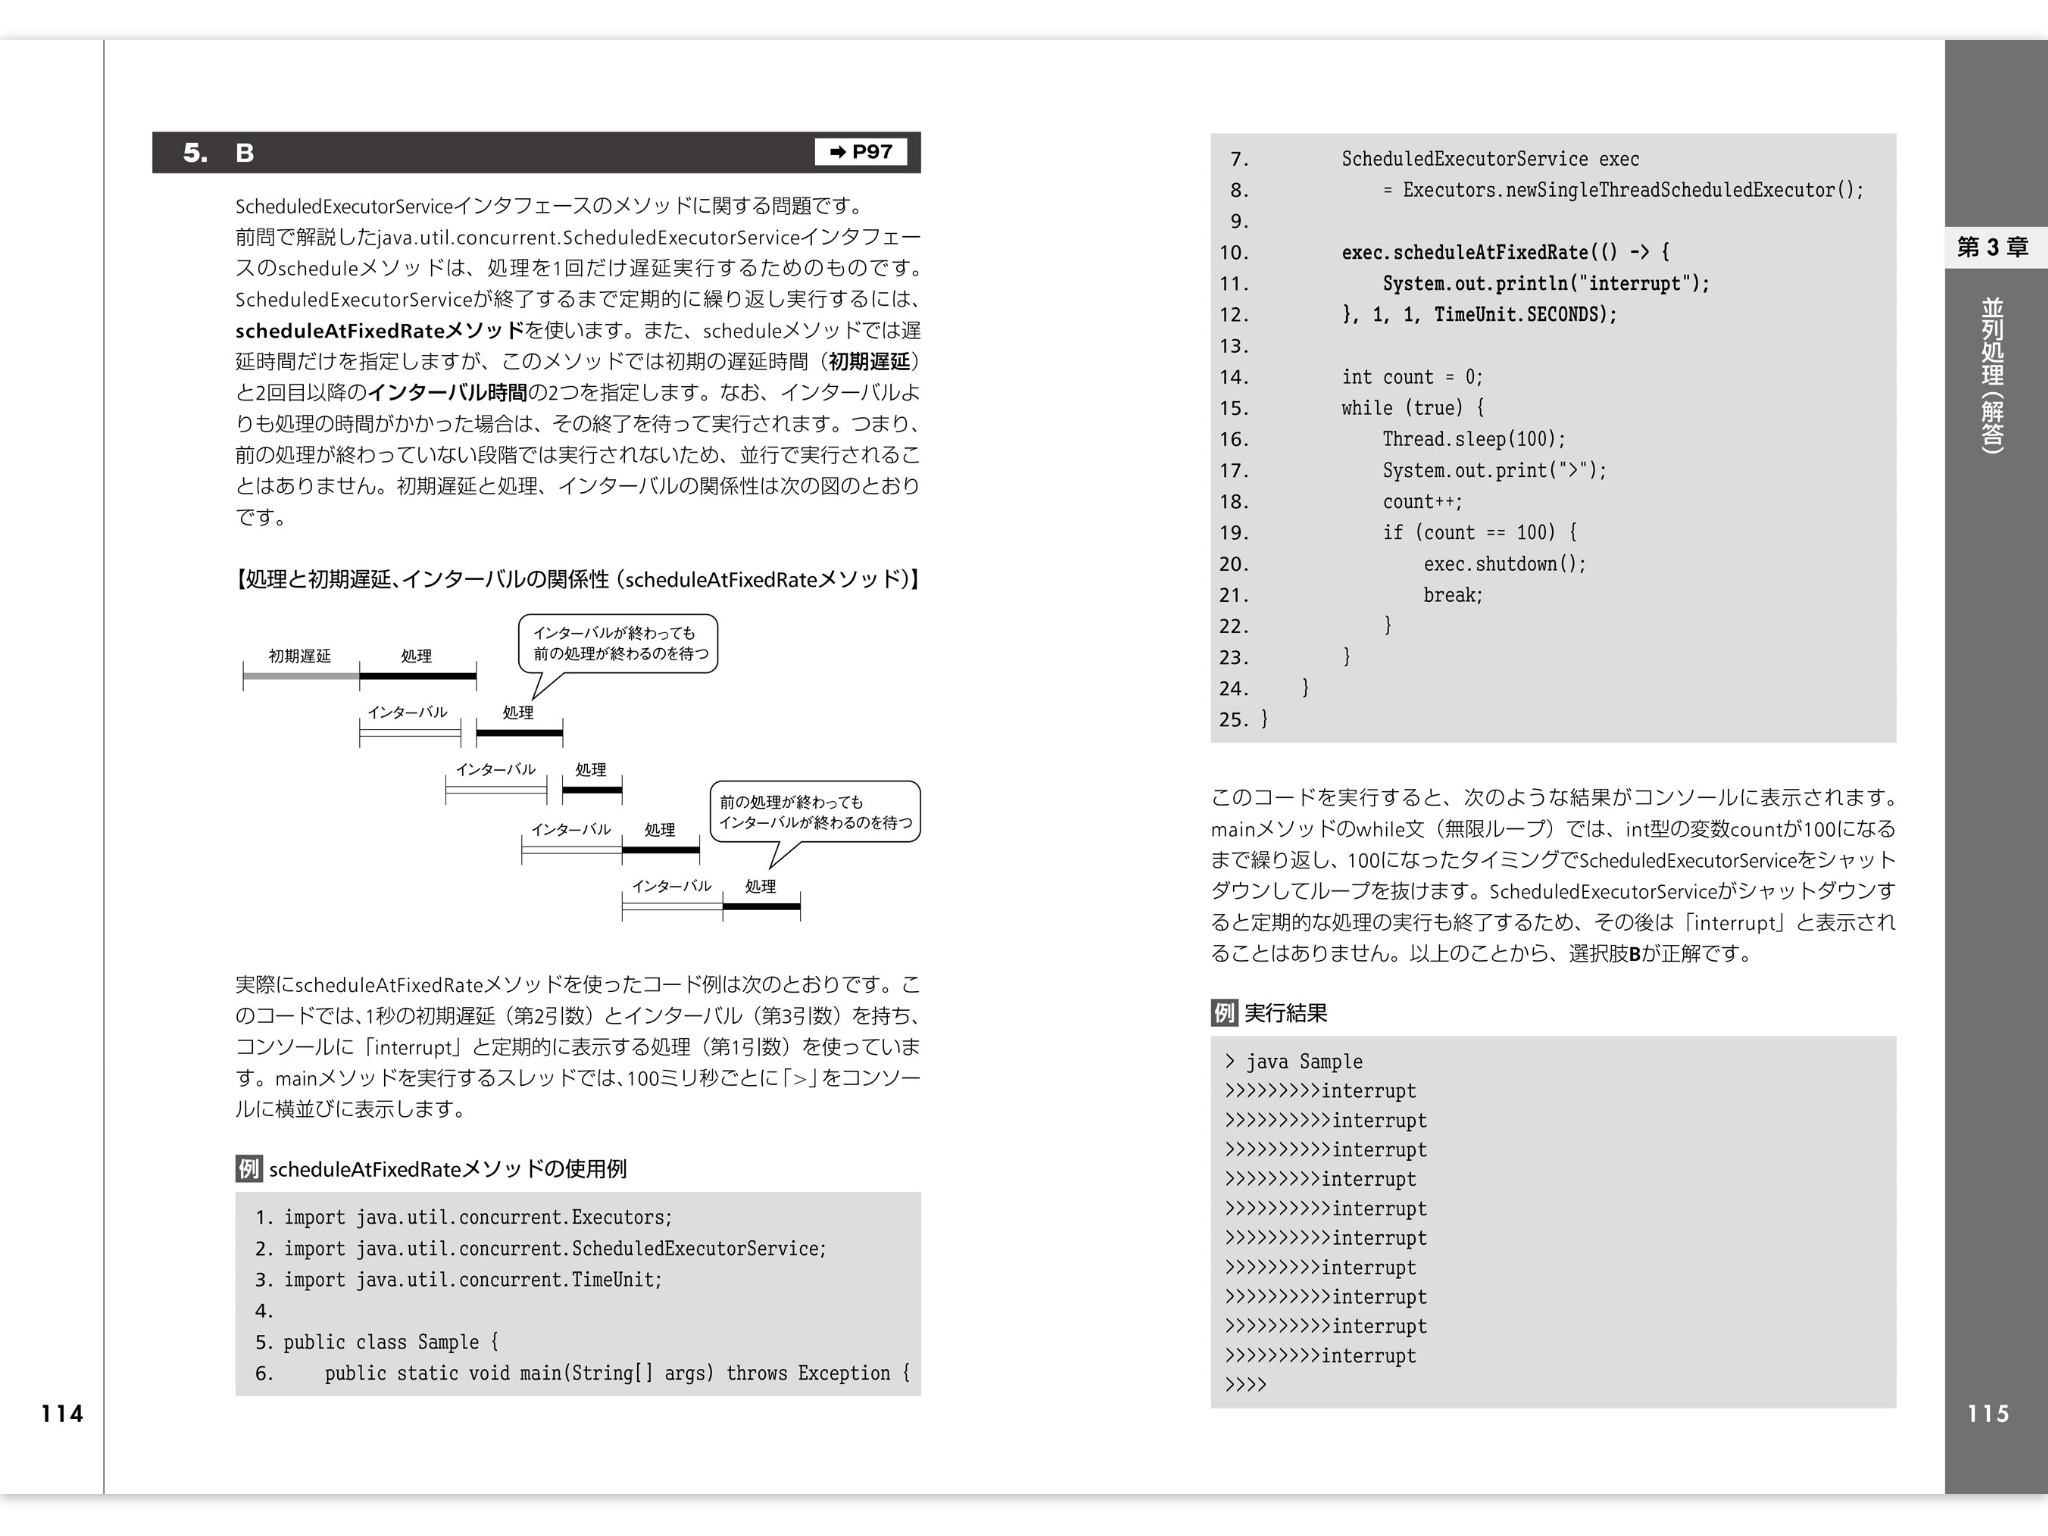 5. B
➡ P97
ScheduledExecutorServiceインタフェースのメソッドに関する問題です。
前問で解説したjava.util.concurrent.ScheduledExecutorServiceインタフェー
スのscheduleメソッドは、処理を1回だけ遅延実行するためのものです。
ScheduledExecutorServiceが終了するまで定期的に繰り返し実行するには、
scheduleAtFixedRateメソッドを使います。また、scheduleメソッドでは遅
延時間だけを指定しますが、このメソッドでは初期の遅延時間（初期遅延）
と2回目以降のインターバル時間の2つを指定します。なお、インターバルよ
りも処理の時間がかかった場合は、その終了を待って実行されます。つまり、
前の処理が終わっていない段階では実行されないため、並行で実行されるこ
とはありません。初期遅延と処理、インターバルの関係性は次の図のとおり
です。
【処理と初期遅延、インターバルの関係性（scheduleAtFixedRateメソッド）】
インターバルが終わっても
前の処理が終わるのを待つ
初期遅延 処理
インターバル 処理
インターバル 処理
前の処理が終わっても
インターバルが終わるのを待つ
インターバル 処理
インターバル 処理
実際にscheduleAtFixedRateメソッドを使ったコード例は次のとおりです。こ
のコードでは、1秒の初期遅延（第2引数）とインターバル（第3引数）を持ち、
コンソールに「interrupt」と定期的に表示する処理（第1引数）を使っていま
す。mainメソッドを実行するスレッドでは、100ミリ秒ごとに「>」をコンソー
ルに横並びに表示します。
例 scheduleAtFixedRateメソッドの使用例
1. import java.util.concurrent.Executors;
2. import java.util.concurrent.ScheduledExecutorService;
3. import java.util.concurrent.TimeUnit;
4.
5. public class Sample {
6.     public static void main(String[] args) throws Exception {
114
7.         ScheduledExecutorService exec
8.             = Executors.newSingleThreadScheduledExecutor();
9.
10.         exec.scheduleAtFixedRate(() -> {
11.             System.out.println("interrupt");
12.         }, 1, 1, TimeUnit.SECONDS);
13.
14.         int count = 0;
15.         while (true) {
16.             Thread.sleep(100);
17.             System.out.print(">");
18.             count++;
19.             if (count == 100) {
20.                 exec.shutdown();
21.                 break;
22.             }
23.         }
24.     }
25. }
このコードを実行すると、次のような結果がコンソールに表示されます。
mainメソッドのwhile文（無限ループ）では、int型の変数countが100になる
まで繰り返し、100になったタイミングでScheduledExecutorServiceをシャット
ダウンしてループを抜けます。ScheduledExecutorServiceがシャットダウンす
ると定期的な処理の実行も終了するため、その後は「interrupt」と表示され
ることはありません。以上のことから、選択肢Bが正解です。
例 実行結果
> java Sample
>>>>>>>>>interrupt
>>>>>>>>>>interrupt
>>>>>>>>>>interrupt
>>>>>>>>>interrupt
>>>>>>>>>>interrupt
>>>>>>>>>>interrupt
>>>>>>>>>interrupt
>>>>>>>>>>interrupt
>>>>>>>>>>interrupt
>>>>>>>>>interrupt
>>>>
第3章
並列処理（解答）
115